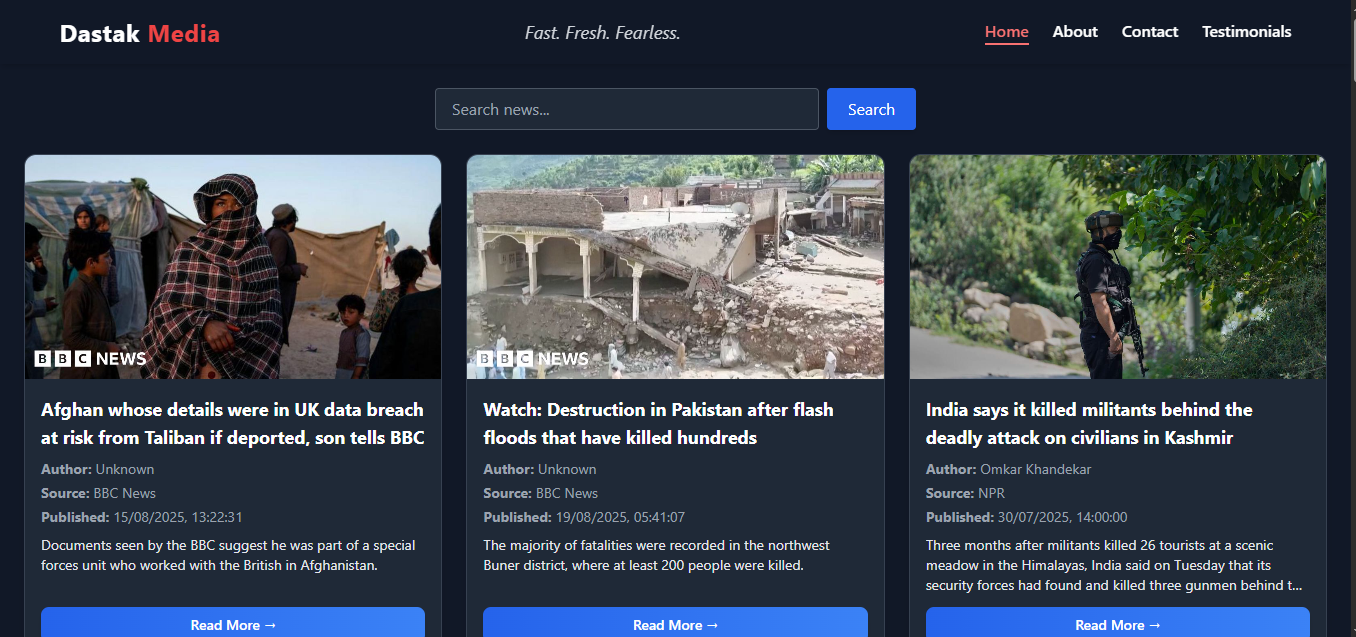 Dastak Media
Fast. Fresh. Fearless.
Home About Contact Testimonials
Search news...
Search
BBC NEWS
Afghan whose details were in UK data breach
at risk from Taliban if deported, son tells BBC
Author: Unknown
Source: BBC News
Published: 15/08/2025, 13:22:31
Documents seen by the BBC suggest he was part of a special
forces unit who worked with the British in Afghanistan.
Read More →
BBC NEWS
Watch: Destruction in Pakistan after flash
floods that have killed hundreds
Author: Unknown
Source: BBC News
Published: 19/08/2025, 05:41:07
The majority of fatalities were recorded in the northwest
Buner district, where at least 200 people were killed.
Read More →
India says it killed militants behind the
deadly attack on civilians in Kashmir
Author: Omkar Khandekar
Source: NPR
Published: 30/07/2025, 14:00:00
Three months after militants killed 26 tourists at a scenic
meadow in the Himalayas, India said on Tuesday that its
security forces had found and killed three gunmen behind t...
Read More →